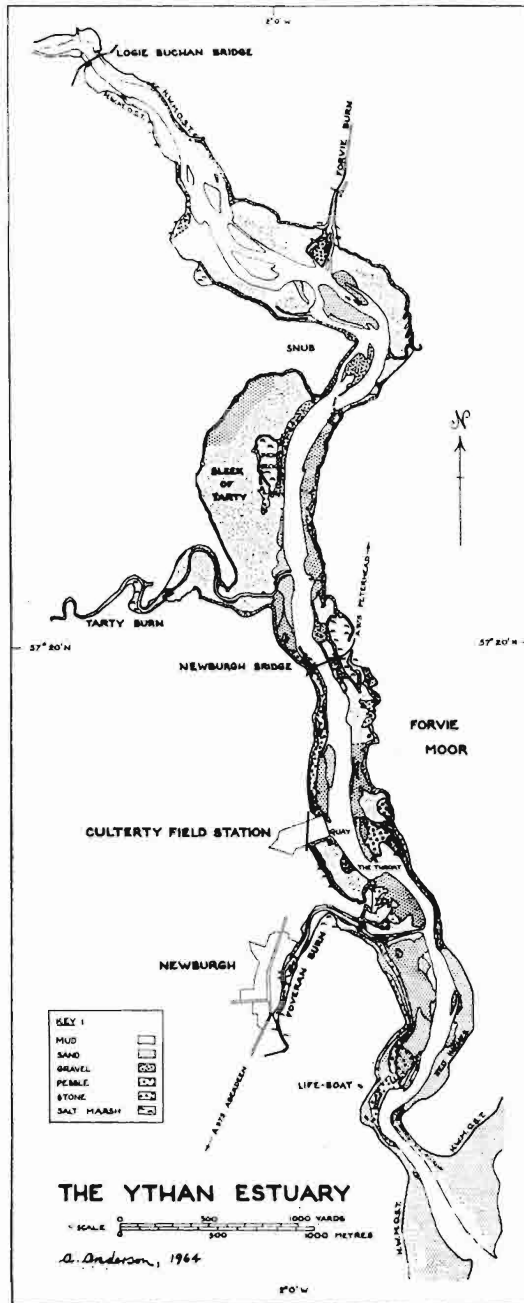 2°0'W
LOGIE BUCHAN BRIDGE
H.W.M.O.S.T.
H.W.M.O.S.T.
FORVIE BURN
SNUB
N
SLEEK
OF
TARTY
A975 PETERHEAD
TARTY BURN
57° 20'N
57° 20'N
NEWBURGH BRIDGE
FORVIE
MOOR
CULTERTY FIELD STATION
QUAY
THE THROAT
NEWBURGH
FOVERAN BURN
KEY :
MUD
SAND
GRAVEL
PEBBLE
STONE
SALT MARSH
A975 ABERDEEN
LIFE-BOAT
H.W.M.O.S.T.
H.W.M.O.S.T.
THE YTHAN ESTUARY
SCALE
0 500 1000 YARDS
0 500 1000 METRES
A. Anderson, 1964
2°0'W